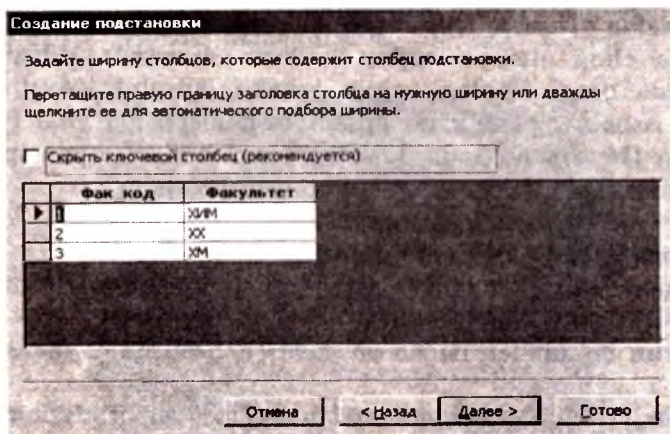 Создание подстановки
Задайте ширину столбцов, которые содержит столбец подстановки.
Перетащите правую границу заголовка столбца на нужную ширину или дважды
щелкните ее для автоматического подбора ширины.
Скрыть ключевой столбец (рекомендуется)
Фак код Факультет
1 ХИМ
2 ХХ
3 ХМ
Отмена < Назад Далее > Готово